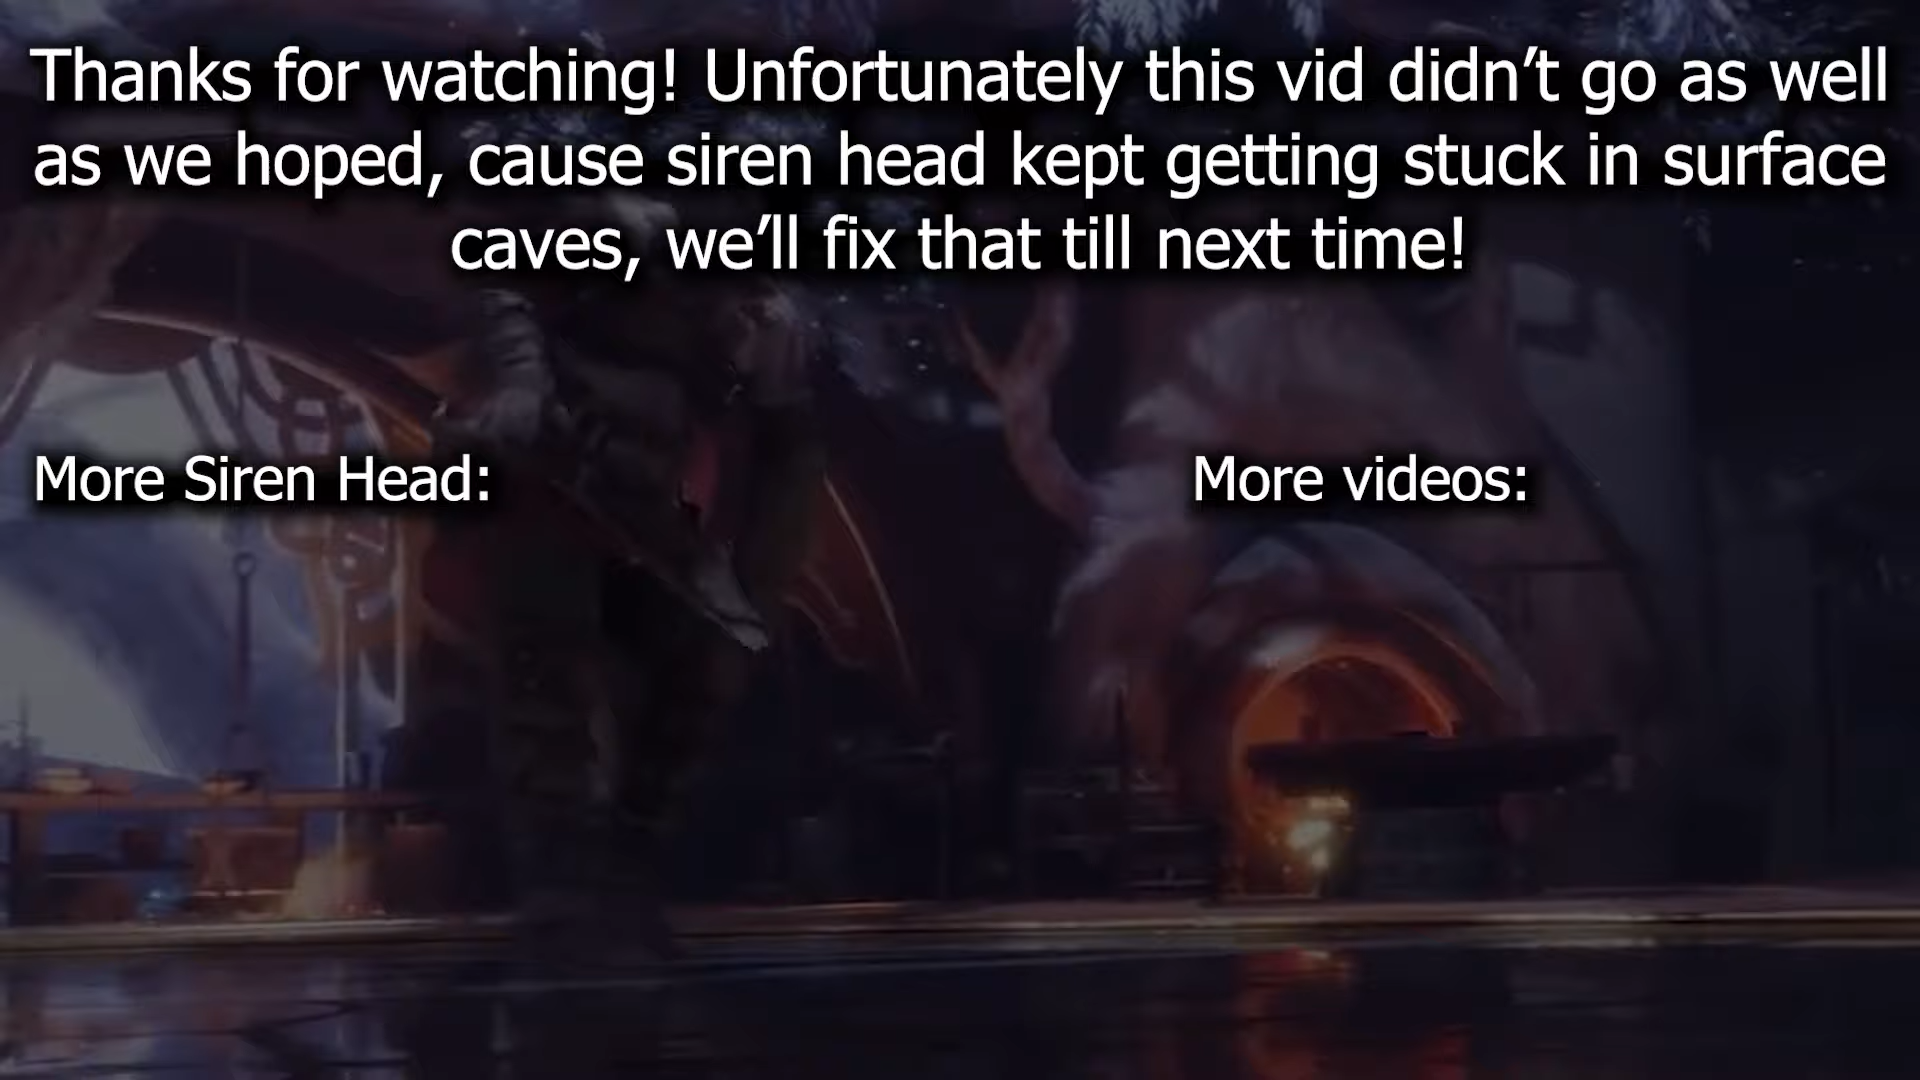 Thanks for watching! Unfortunately this vid didn’t go as well
as we hoped, cause siren head kept getting stuck in surface
caves, we’ll fix that till next time!
More Siren Head:
More videos: